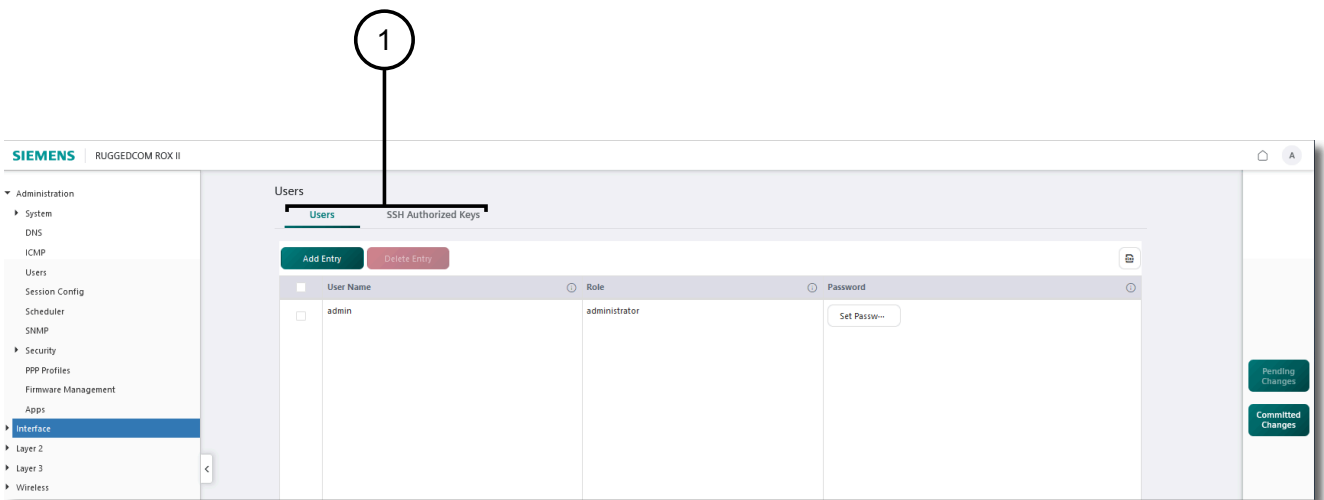 1
SIEMENS RUGGEDCOM ROX II A
Administration
System
DNS
ICMP
Users
Session Config
Scheduler
SNMP
Security
PPP Profiles
Firmware Management
Apps
Interface
Layer 2
Layer 3
Wireless
Users
Users SSH Authorized Keys
Add Entry Delete Entry
User Name Role Password
admin administrator Set Passw···
Pending
Changes
Committed
Changes